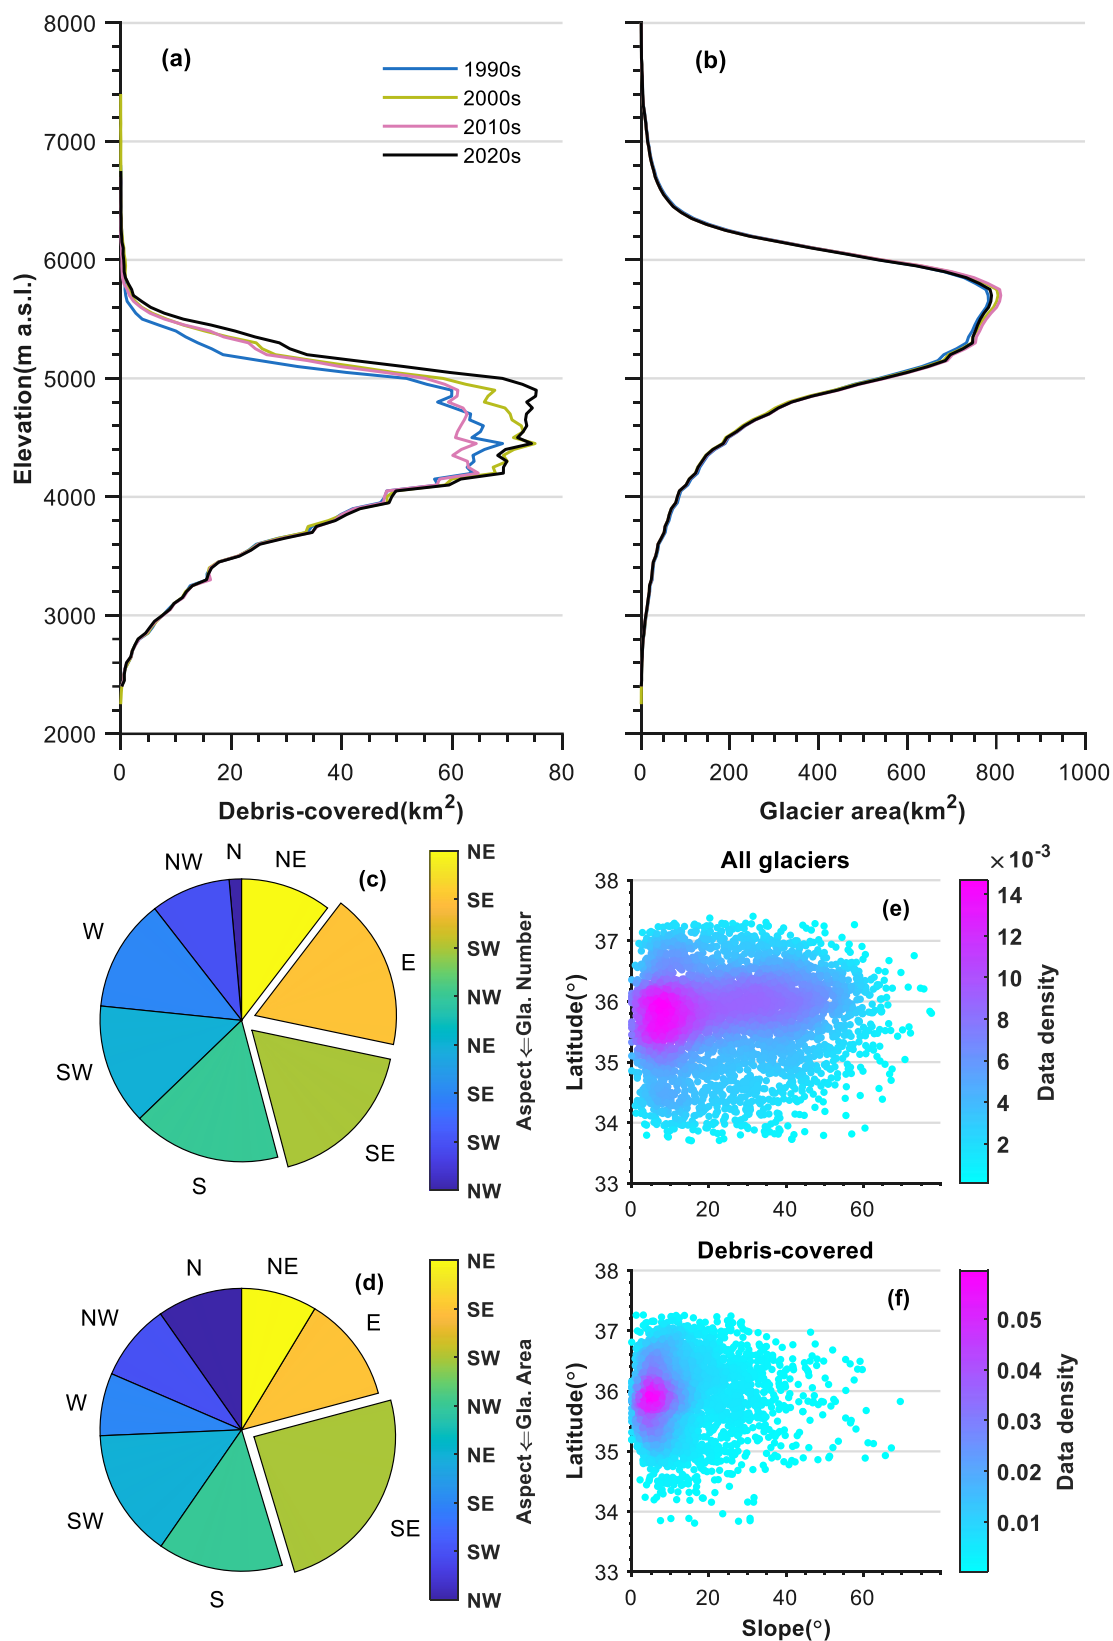 8000
7000
6000
5000
4000
3000
2000
Elevation(m a.s.l.)
(a)
1990s
2000s
2010s
2020s
0 20 40 60 80
Debris-covered(km²)
(b)
0 200 400 600 800 1000
Glacier area(km²)
(c)
N
NE
E
SE
S
SW
W
NW
NE
SE
SW
NW
NE
SE
SW
NW
Aspect⇐Gla. Number
(d)
N
NE
E
SE
S
SW
W
NW
NE
SE
SW
NW
NE
SE
SW
NW
Aspect⇐Gla. Area
All glaciers
(e)
38
37
36
35
34
33
Latitude(°)
0 20 40 60
×10⁻³
14
12
10
8
6
4
2
Data density
Debris-covered
(f)
38
37
36
35
34
33
Latitude(°)
0 20 40 60
Slope(°)
0.05
0.04
0.03
0.02
0.01
Data density